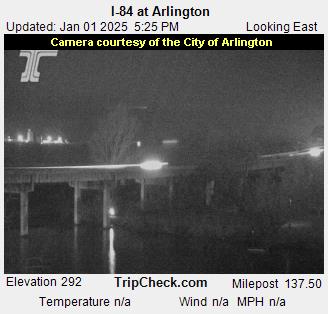 I-84 at Arlington
Updated: Jan 01 2025 5:25 PM Looking East
Camera courtesy of the City of Arlington
Elevation 292 TripCheck.com Milepost 137.50
Temperature n/a Wind n/a MPH n/a